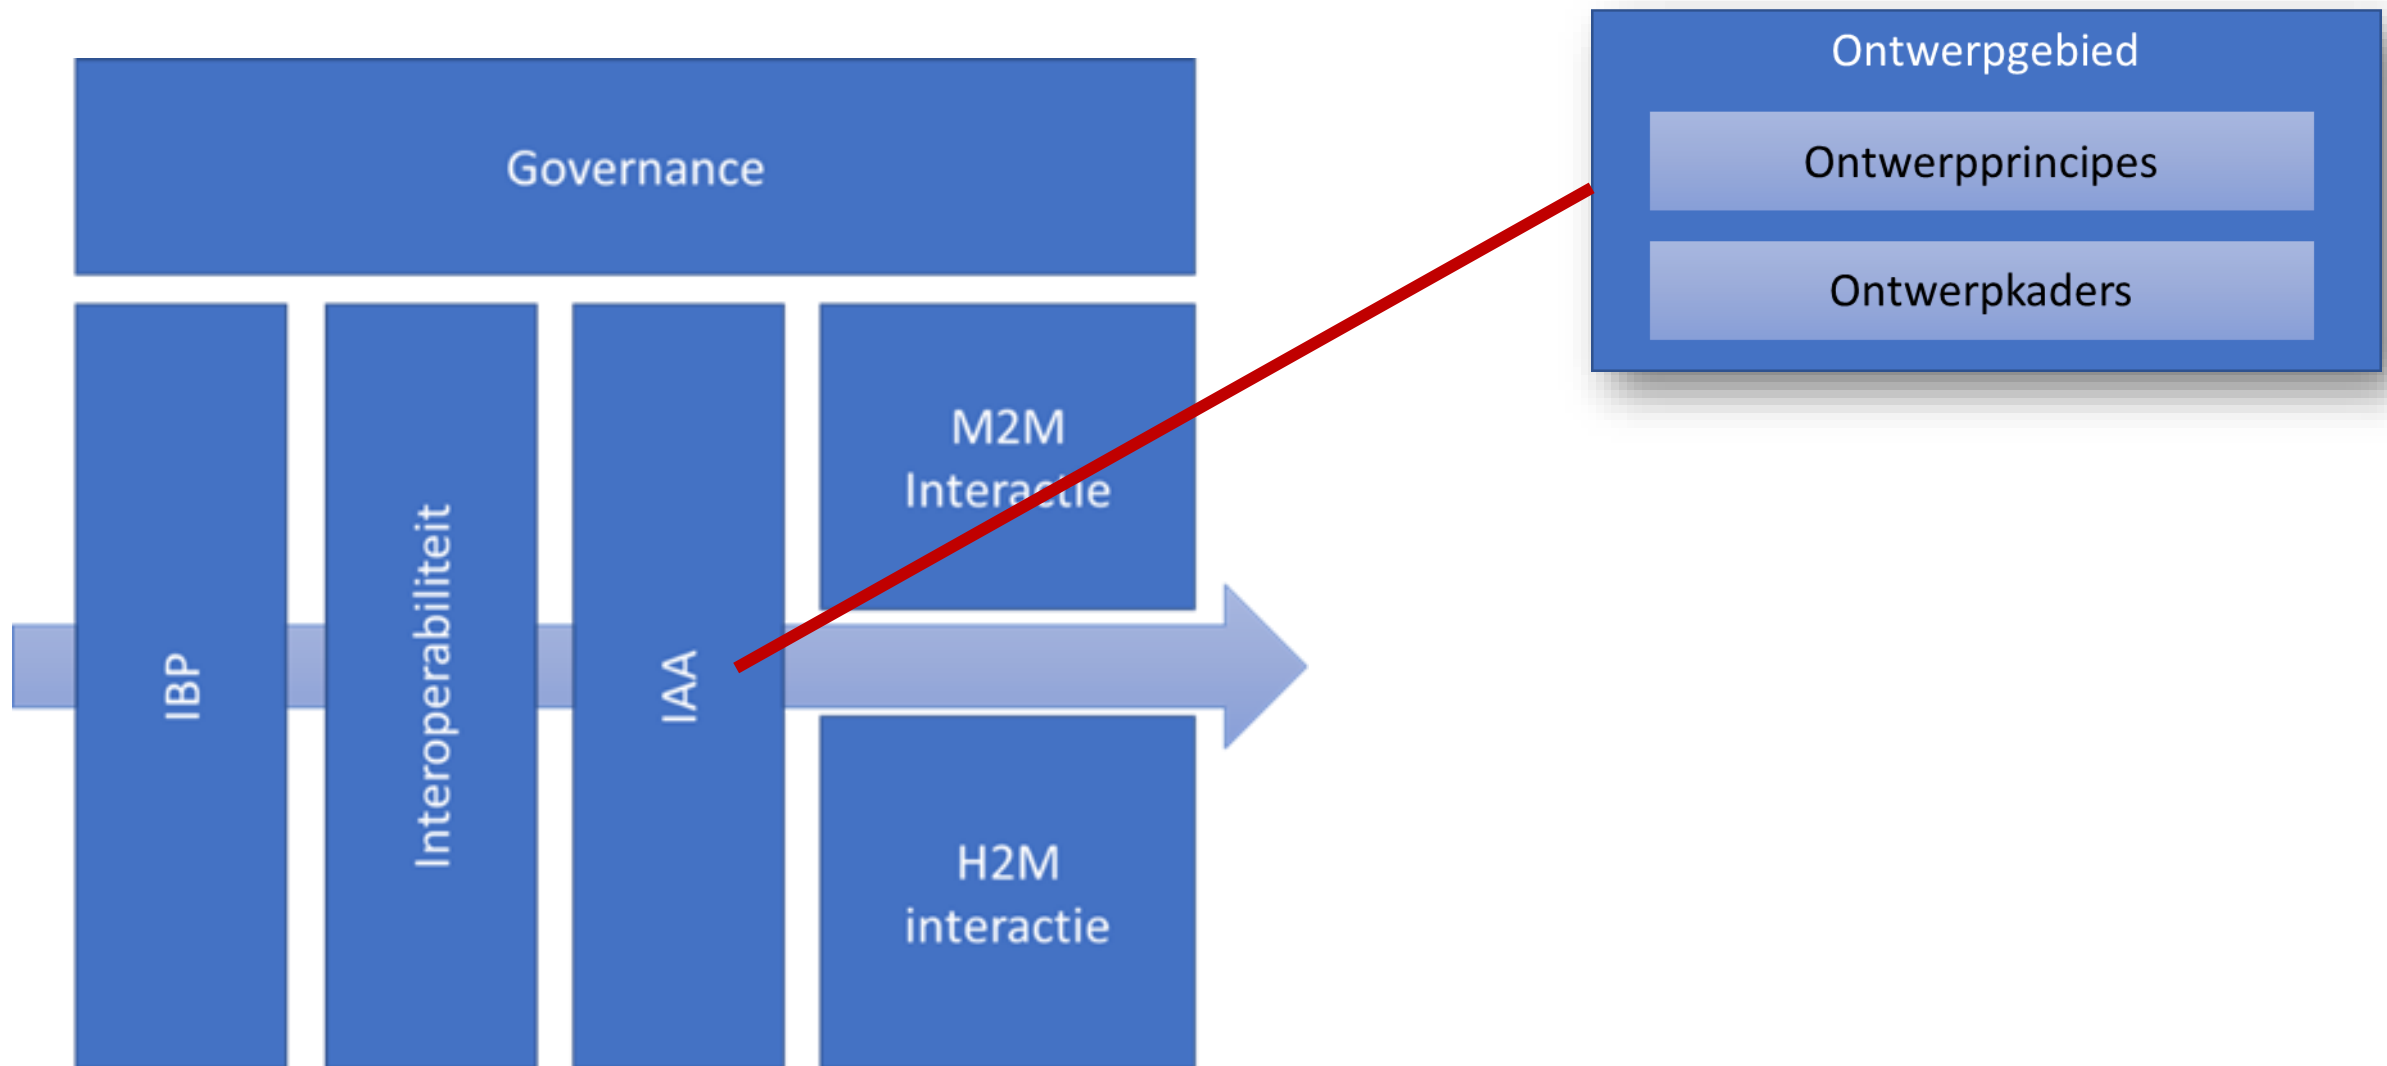 Governance
IBP
Interoperabiliteit
IAA
M2M
Interactie
H2M
interactie
Ontwerpgebied
Ontwerpprincipes
Ontwerpkaders